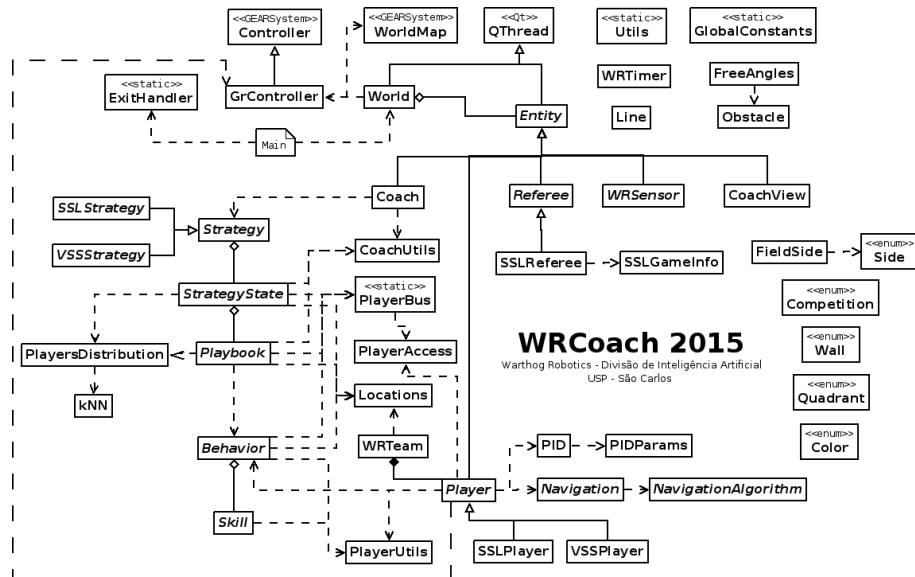 <<GEARSystem>>
Controller
<<GEARSystem>>
WorldMap
<<Qt>>
QThread
<<static>>
Utils
<<static>>
GlobalConstants
<<static>>
ExitHandler
GrController
World
Entity
WRTimer
FreeAngles
Line
Obstacle
Main
SSLStrategy
VSSStrategy
Strategy
Coach
Referee
WRSensor
CoachView
CoachUtils
SSLReferee
SSLGameInfo
FieldSide
<<enum>>
Side
StrategyState
<<static>>
PlayerBus
<<enum>>
Competition
PlayersDistribution
Playbook
PlayerAccess
WRCoach 2015
Warthog Robotics - Divisão de Inteligência Artificial
USP - São Carlos
<<enum>>
Wall
kNN
Locations
<<enum>>
Quadrant
Behavior
WRTeam
PID
PIDParams
<<enum>>
Color
Player
Navigation
NavigationAlgorithm
Skill
PlayerUtils
SSLPlayer
VSSPlayer